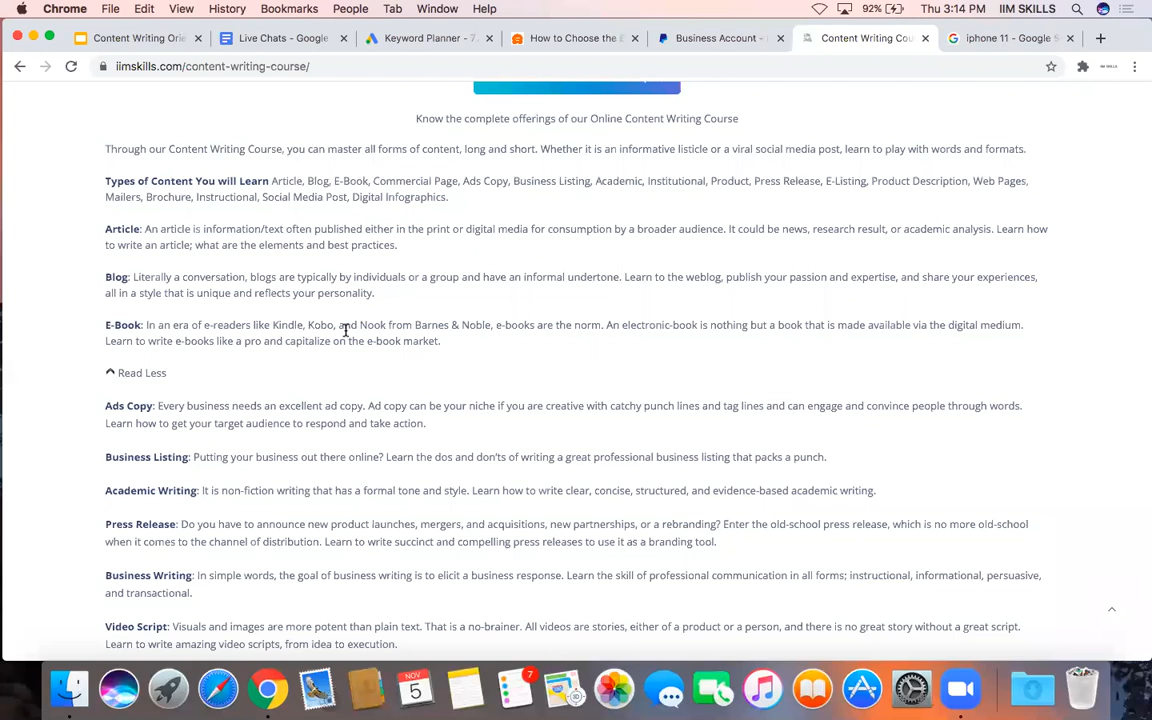 Chrome File Edit View History Bookmarks People Tab Window Help 92% Thu 3:14 PM IIM SKILLS
Content Writing Orie Live Chats - Google Keyword Planner - 7 How to Choose the E Business Account - Content Writing Cou iphone 11 - Google S
iimskills.com/content-writing-course/
Know the complete offerings of our Online Content Writing Course
Through our Content Writing Course, you can master all forms of content, long and short. Whether it is an informative listicle or a viral social media post, learn to play with words and formats.
Types of Content You will Learn Article, Blog, E-Book, Commercial Page, Ads Copy, Business Listing, Academic, Institutional, Product, Press Release, E-Listing, Product Description, Web Pages,
Mailers, Brochure, Instructional, Social Media Post, Digital Infographics.
Article: An article is information/text often published either in the print or digital media for consumption by a broader audience. It could be news, research result, or academic analysis. Learn how
to write an article; what are the elements and best practices.
Blog: Literally a conversation, blogs are typically by individuals or a group and have an informal undertone. Learn to the weblog, publish your passion and expertise, and share your experiences,
all in a style that is unique and reflects your personality.
E-Book: In an era of e-readers like Kindle, Kobo, and Nook from Barnes & Noble, e-books are the norm. An electronic-book is nothing but a book that is made available via the digital medium.
Learn to write e-books like a pro and capitalize on the e-book market.
Read Less
Ads Copy: Every business needs an excellent ad copy. Ad copy can be your niche if you are creative with catchy punch lines and tag lines and can engage and convince people through words.
Learn how to get your target audience to respond and take action.
Business Listing: Putting your business out there online? Learn the dos and don'ts of writing a great professional business listing that packs a punch.
Academic Writing: It is non-fiction writing that has a formal tone and style. Learn how to write clear, concise, structured, and evidence-based academic writing.
Press Release: Do you have to announce new product launches, mergers, and acquisitions, new partnerships, or a rebranding? Enter the old-school press release, which is no more old-school
when it comes to the channel of distribution. Learn to write succinct and compelling press releases to use it as a branding tool.
Business Writing: In simple words, the goal of business writing is to elicit a business response. Learn the skill of professional communication in all forms; instructional, informational, persuasive,
and transactional.
Video Script: Visuals and images are more potent than plain text. That is a no-brainer. All videos are stories, either of a product or a person, and there is no great story without a great script.
Learn to write amazing video scripts, from idea to execution.
NOV
5
7